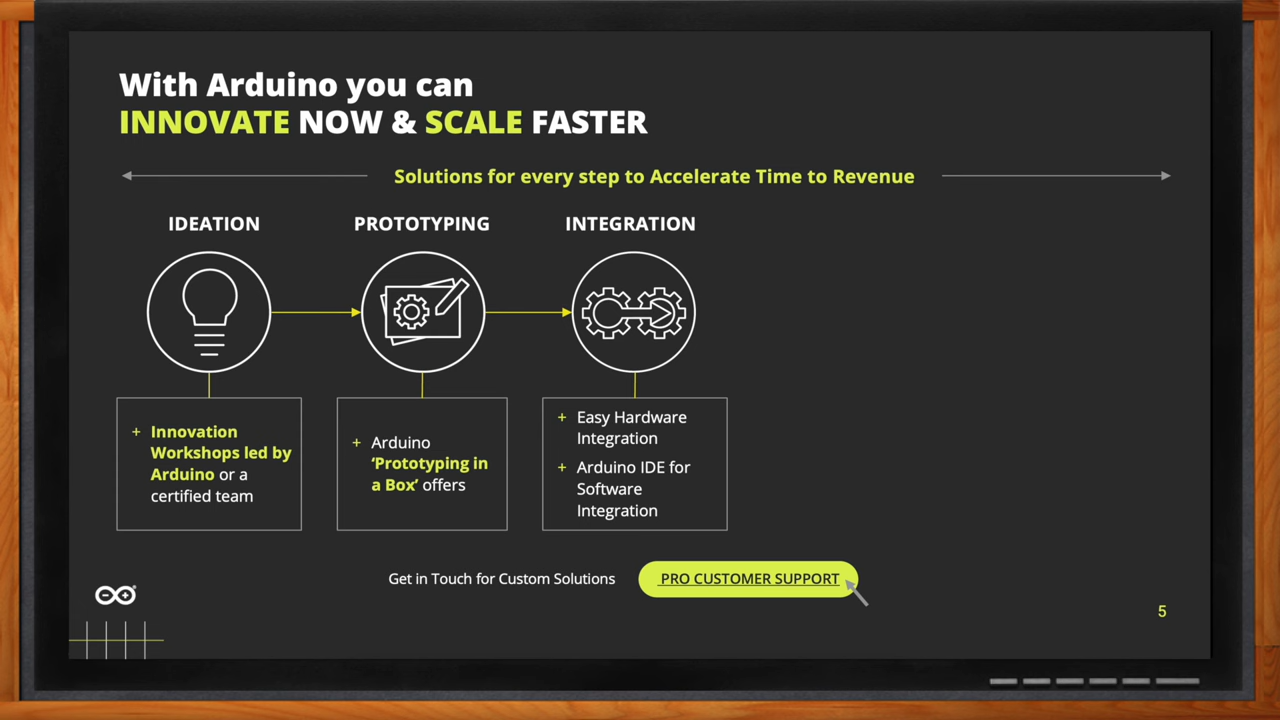 With Arduino you can
INNOVATE NOW & SCALE FASTER
Solutions for every step to Accelerate Time to Revenue
IDEATION
PROTOTYPING
INTEGRATION
+ Innovation
Workshops led by
Arduino or a
certified team
+ Arduino
‘Prototyping in
a Box’ offers
+ Easy Hardware
Integration
+ Arduino IDE for
Software
Integration
Get in Touch for Custom Solutions
PRO CUSTOMER SUPPORT
5